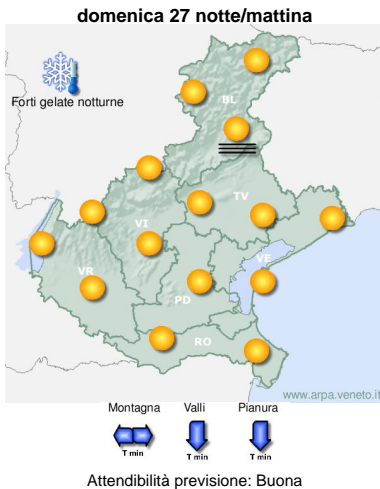 domenica 27 notte/mattina
Forti gelate notturne
BL
TV
VI
VE
VR
PD
RO
www.arpa.veneto.it
Montagna Valli Pianura
T min T min T min
Attendibilità previsione: Buona